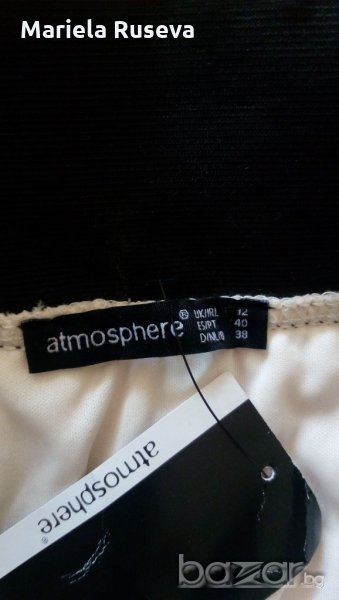 Mariela Ruseva
atmosphere®
UK/IRL 12
ES/PT 40
D/NL/B 38
atmosphere®
bazar.bg